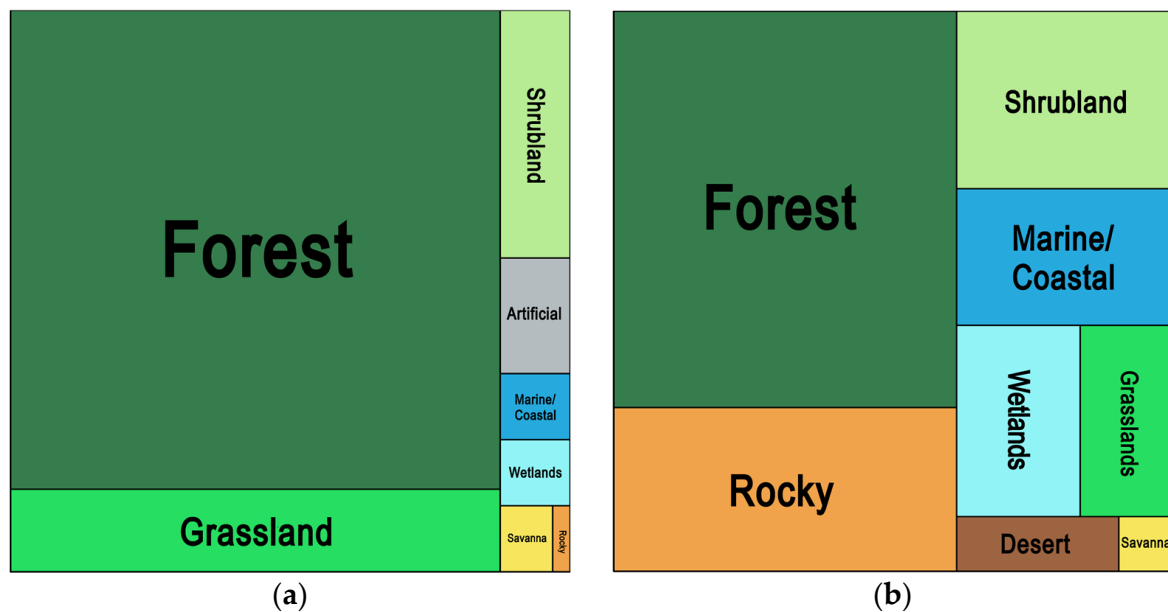 Forest
Shrubland
Artificial
Marine/
Coastal
Wetlands
Grassland
Savanna
Rocky
(a)
Forest
Shrubland
Marine/
Coastal
Wetlands
Grasslands
Rocky
Desert
Savanna
(b)